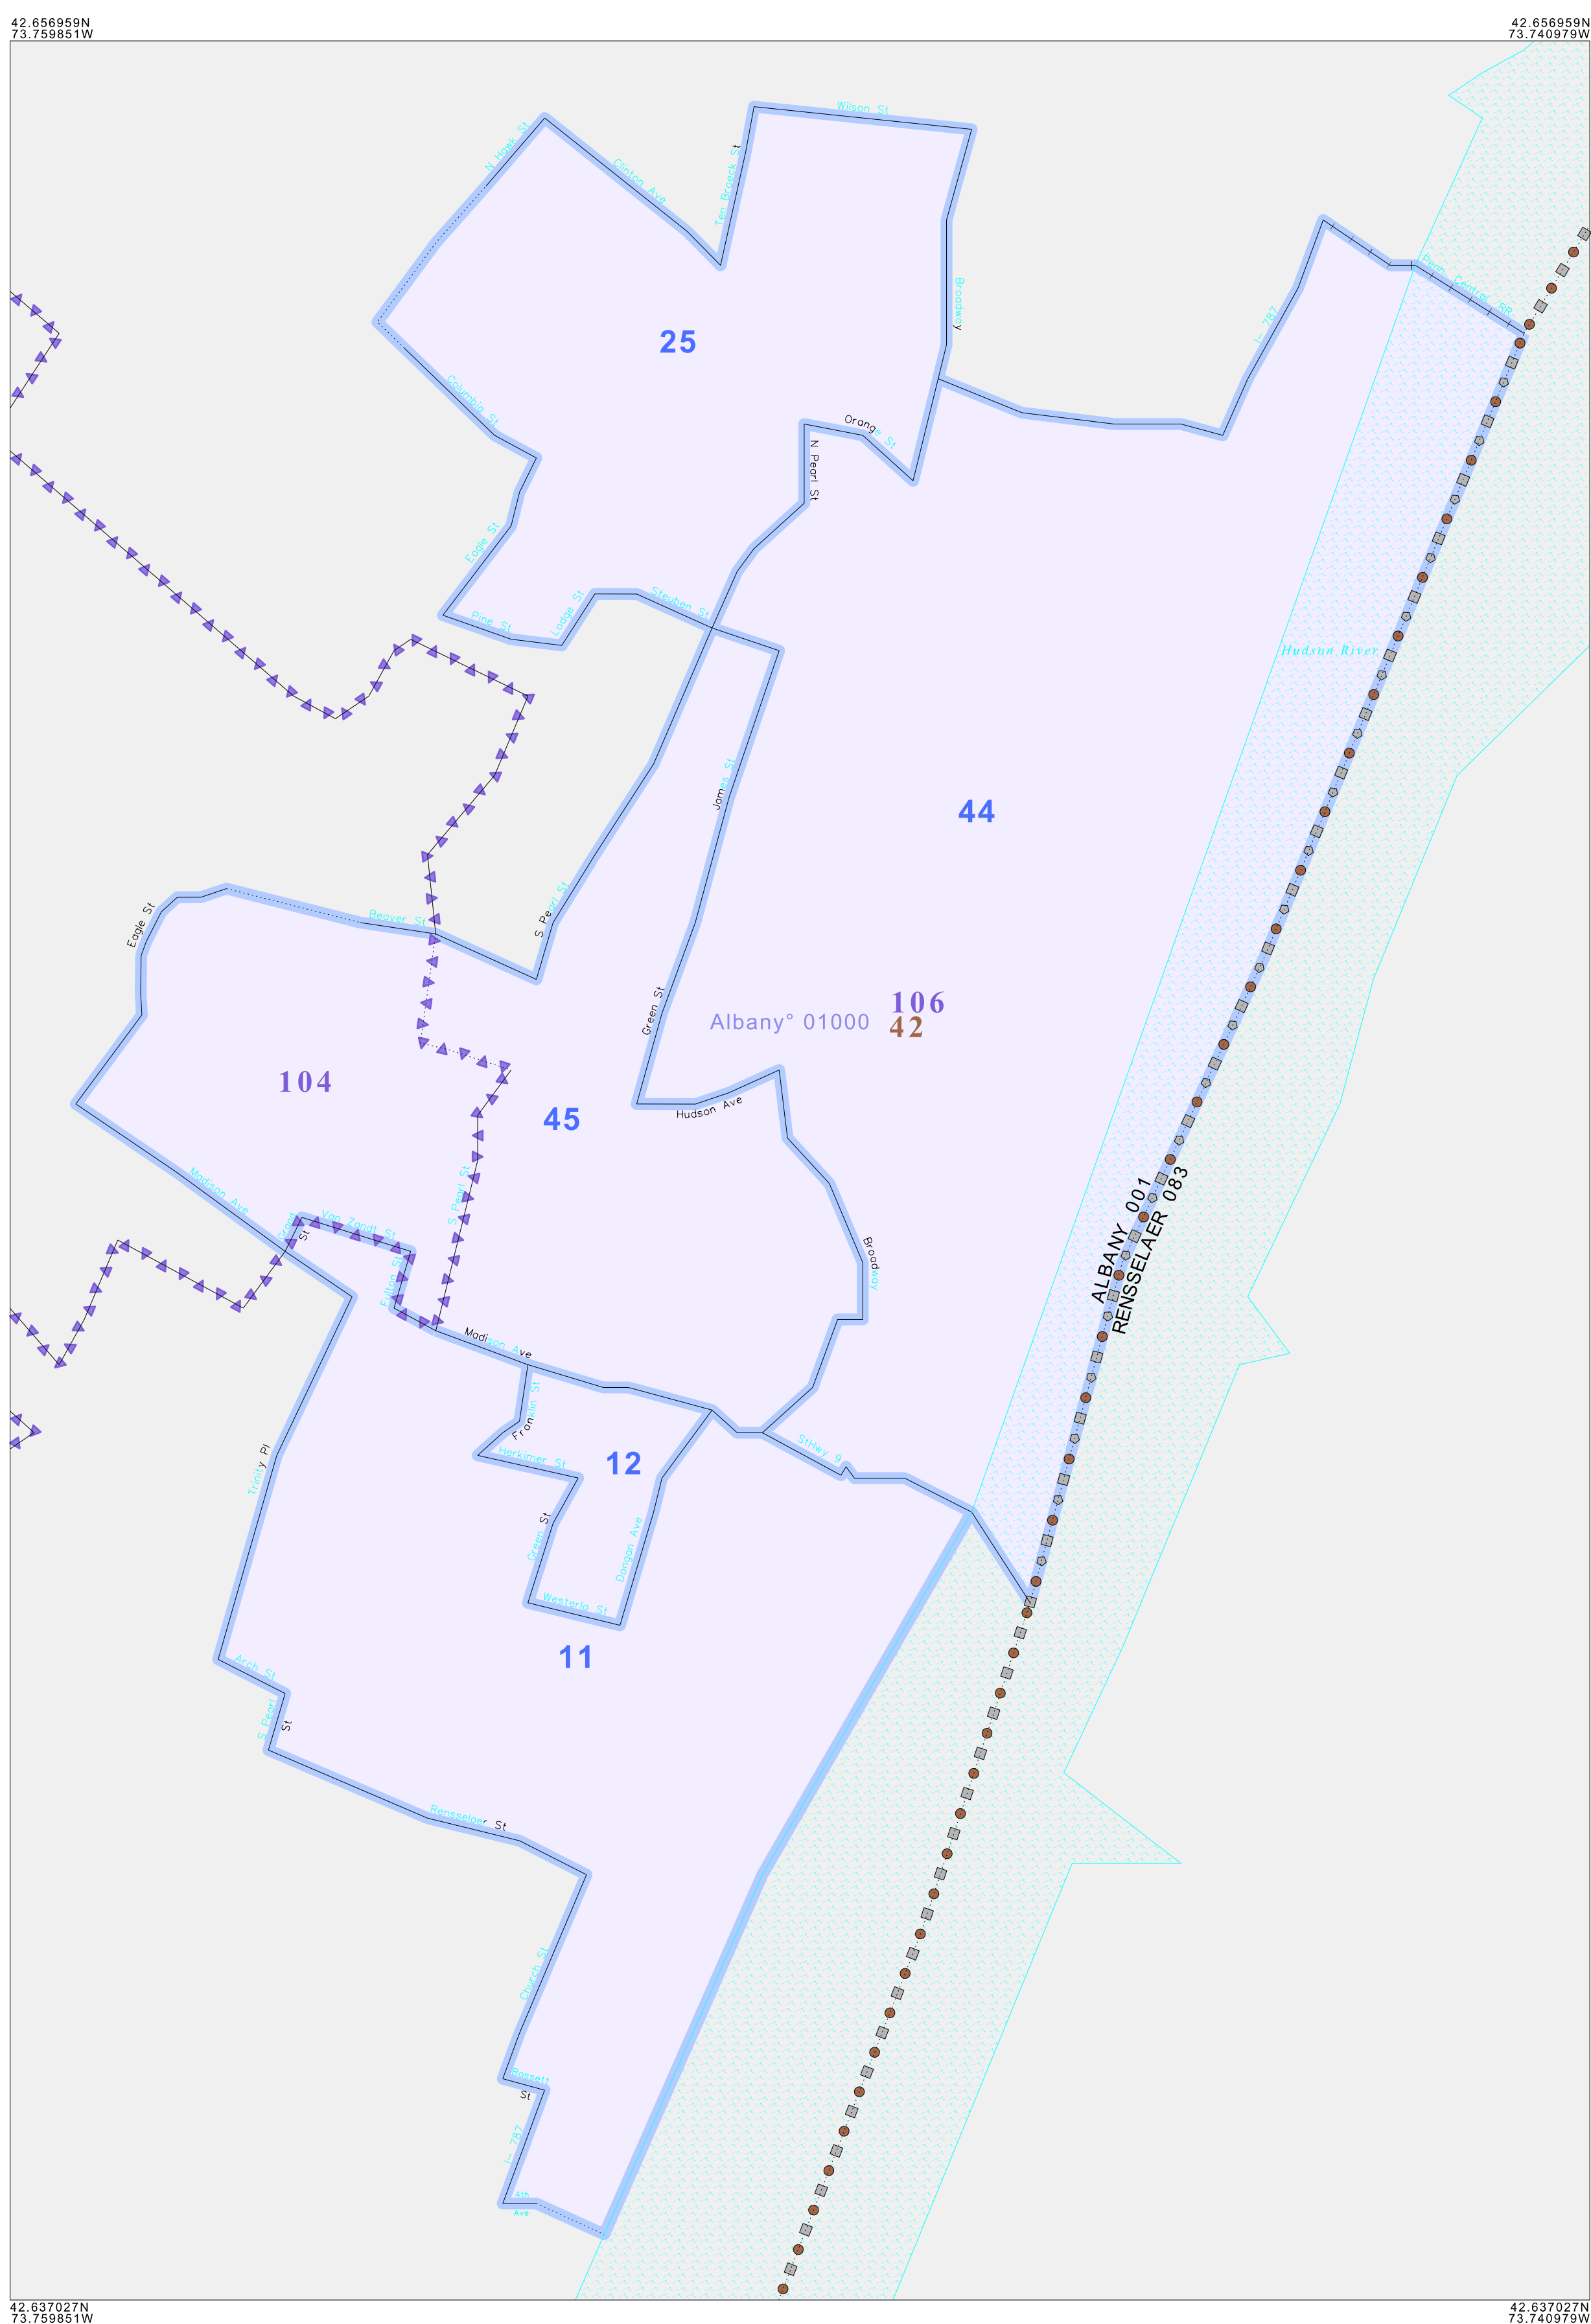 42.656959N
73.759851W
42.656959N
73.740979W
Wilson St
N Hawk St
Clinton Ave
Ten Broeck St
Broadway
Penn Central RR
I- 787
25
Columbia St
Orange St
N Pearl St
Eagle St
Pine St
Lodge St
Steuben St
Hudson River
James St
44
S Pearl St
Beaver St
Eagle St
Green St
Albany° 01000
106
42
104
45
Hudson Ave
Madison Ave
S Pearl St
ALBANY 001
RENSSELAER 083
Grand St
Van Zandt St
Fulton St
Broadway
Madison Ave
Franklin St
StHwy 9
Trinity Pl
Herkimer St
12
Green St
Dongan Ave
Westerlo St
11
Arch St
S Pearl St
Rensselaer St
Church St
Bassett St
I- 787
4th Ave
42.637027N
73.759851W
42.637027N
73.740979W